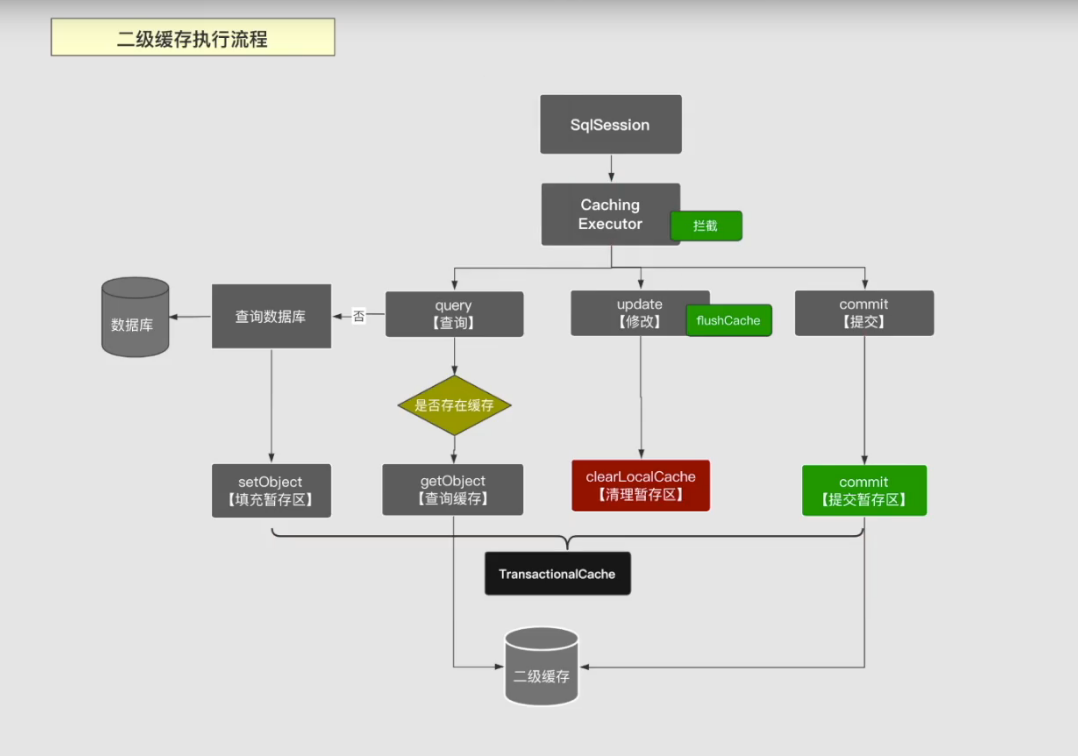 二级缓存执行流程
SqlSession
Caching
Executor
拦截
query
【查询】
update
【修改】
flushCache
commit
【提交】
否
查询数据库
数据库
是否存在缓存
setObject
【填充暂存区】
getObject
【查询缓存】
clearLocalCache
【清理暂存区】
commit
【提交暂存区】
TransactionalCache
二级缓存